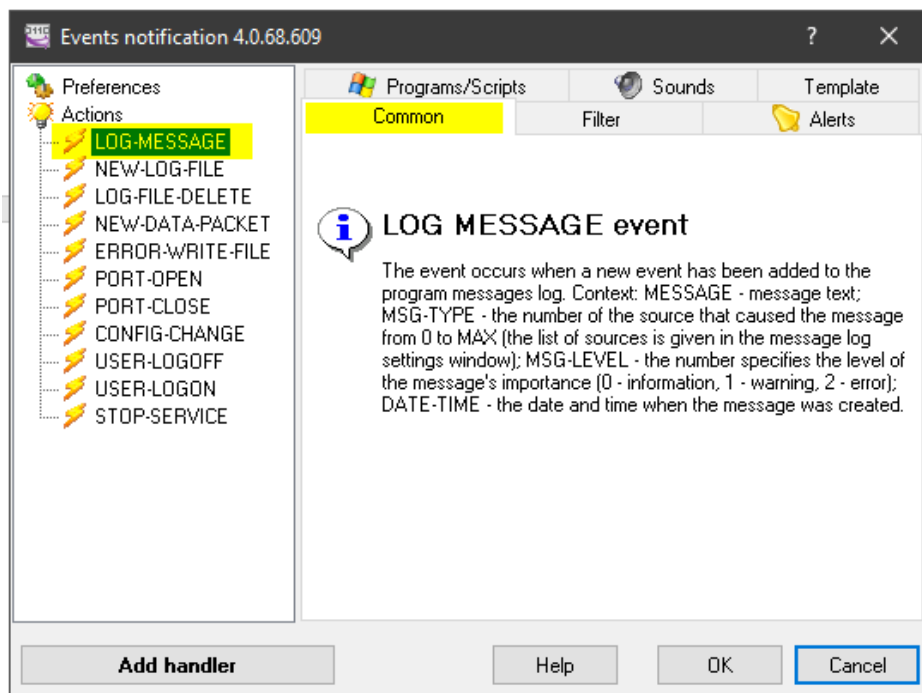 Events notification 4.0.68.609
?
Preferences
Actions
LOG-MESSAGE
NEW-LOG-FILE
LOG-FILE-DELETE
NEW-DATA-PACKET
ERROR-WRITE-FILE
PORT-OPEN
PORT-CLOSE
CONFIG-CHANGE
USER-LOGOFF
USER-LOGON
STOP-SERVICE
Programs/Scripts
Sounds
Template
Common
Filter
Alerts
LOG MESSAGE event
The event occurs when a new event has been added to the
program messages log. Context: MESSAGE - message text;
MSG-TYPE - the number of the source that caused the message
from 0 to MAX (the list of sources is given in the message log
settings window); MSG-LEVEL - the number specifies the level of
the message's importance (0 - information, 1 - warning, 2 - error);
DATE-TIME - the date and time when the message was created.
Add handler
Help
OK
Cancel